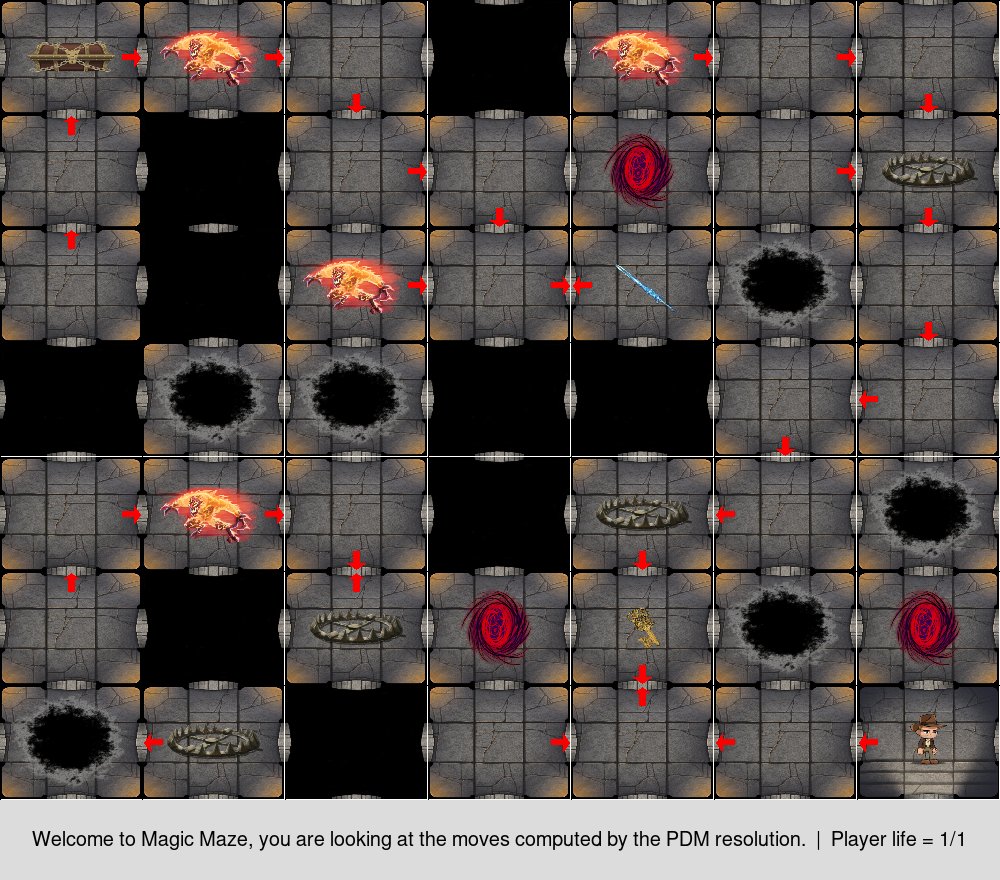 Welcome to Magic Maze, you are looking at the moves computed by the PDM resolution.  |  Player life = 1/1